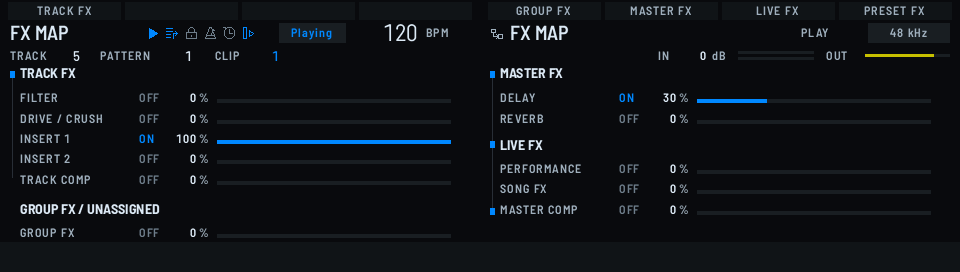 TRACK FX
GROUP FX MASTER FX LIVE FX PRESET FX
FX MAP Playing 120 BPM
FX MAP PLAY 48 kHz
TRACK 5 PATTERN 1 CLIP 1
IN 0 dB OUT
TRACK FX
FILTER OFF 0 %
DRIVE / CRUSH OFF 0 %
INSERT 1 ON 100 %
INSERT 2 OFF 0 %
TRACK COMP OFF 0 %
GROUP FX / UNASSIGNED
GROUP FX OFF 0 %
MASTER FX
DELAY ON 30 %
REVERB OFF 0 %
LIVE FX
PERFORMANCE OFF 0 %
SONG FX OFF 0 %
MASTER COMP OFF 0 %